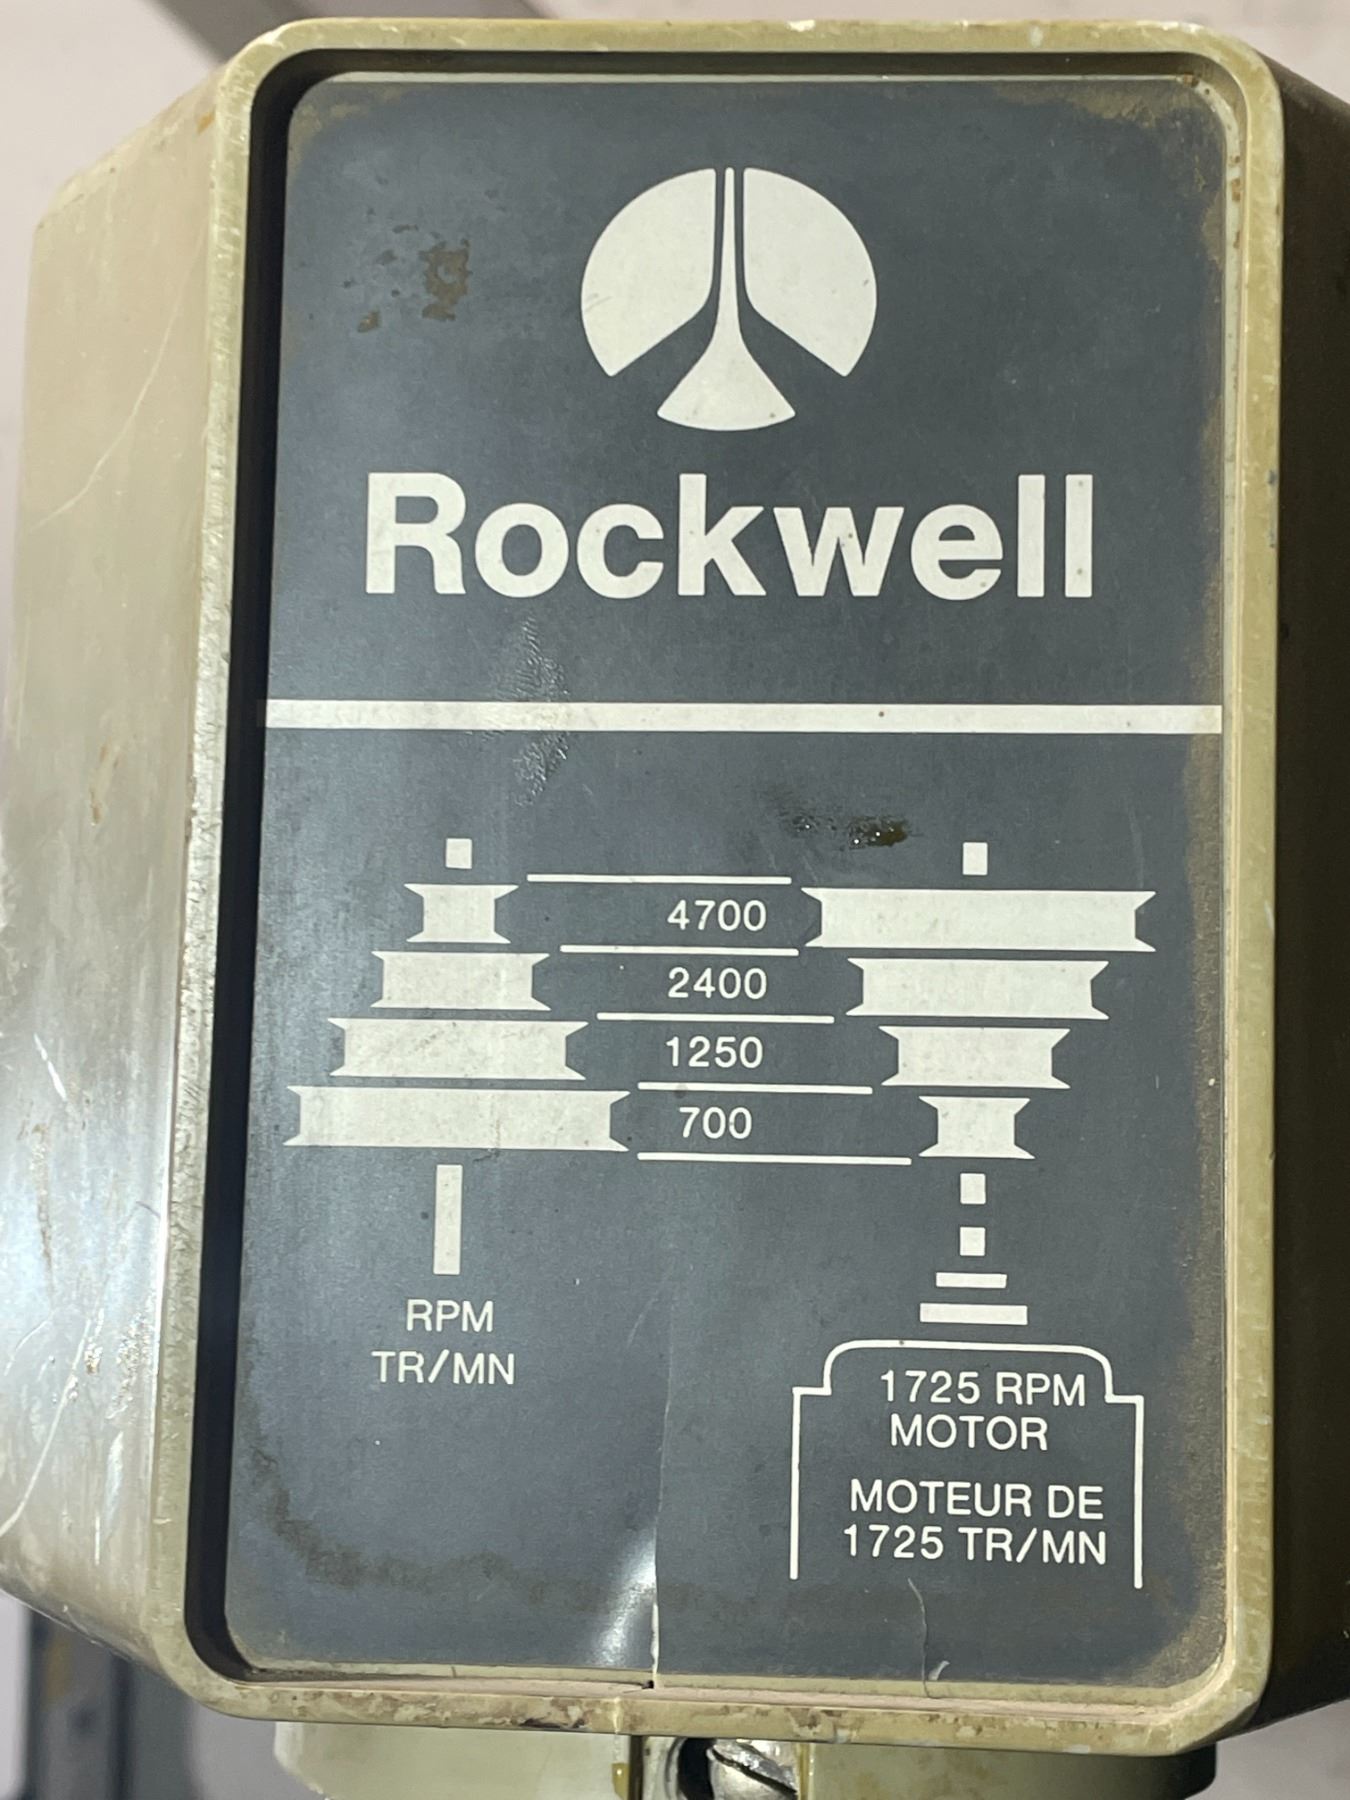 Rockwell
4700
2400
1250
700
RPM
TR/MN
1725 RPM
MOTOR
MOTEUR DE
1725 TR/MN